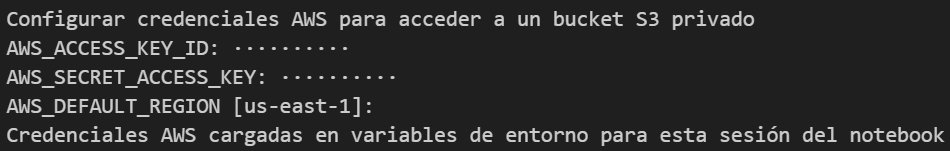 Configurar credenciales AWS para acceder a un bucket S3 privado
AWS_ACCESS_KEY_ID: ··········
AWS_SECRET_ACCESS_KEY: ··········
AWS_DEFAULT_REGION [us-east-1]:
Credenciales AWS cargadas en variables de entorno para esta sesión del notebook